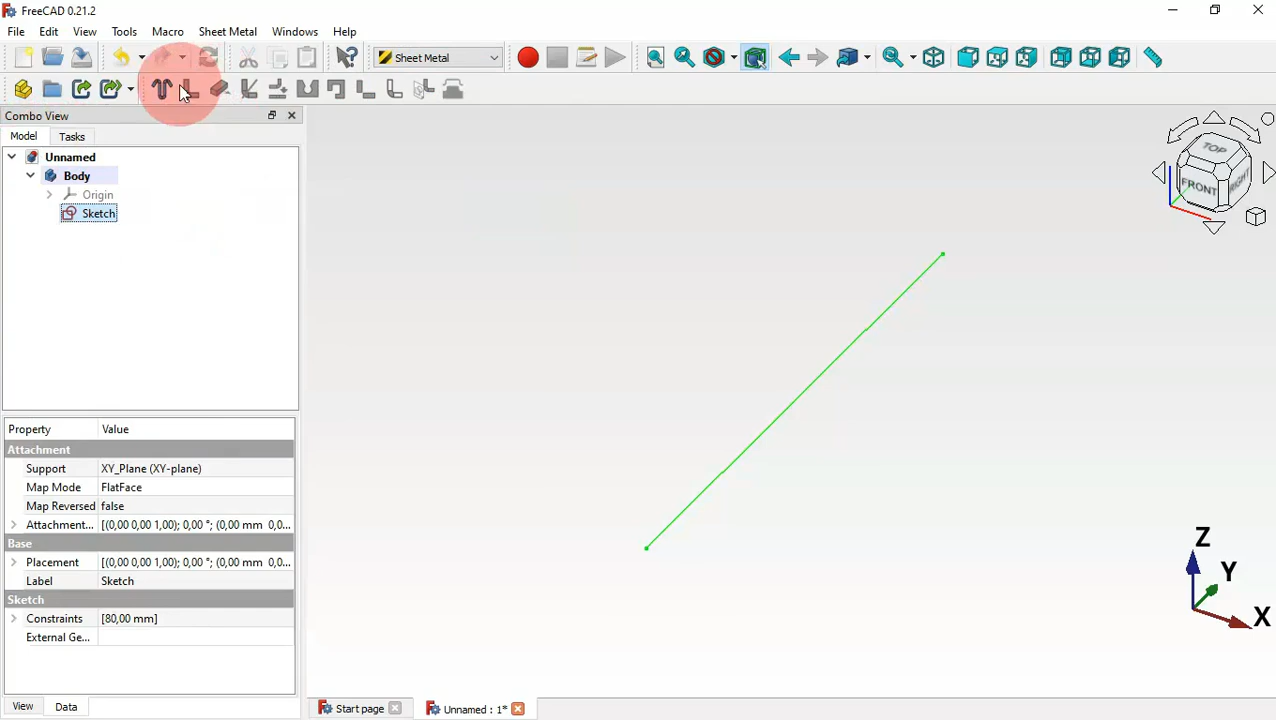 FreeCAD 0.21.2
File Edit View Tools Macro Sheet Metal Windows Help
Sheet Metal
Combo View
Model Tasks
Unnamed
Body
Origin
Sketch
Property Value
Attachment
Support XY_Plane (XY-plane)
Map Mode FlatFace
Map Reversed false
Attachment... [(0,00 0,00 1,00); 0,00 °; (0,00 mm 0,0...
Base
Placement [(0,00 0,00 1,00); 0,00 °; (0,00 mm 0,0...
Label Sketch
Sketch
Constraints [80,00 mm]
External Ge...
View Data
Start page
Unnamed : 1*
TOP
FRONT
RIGHT
Z
Y
X